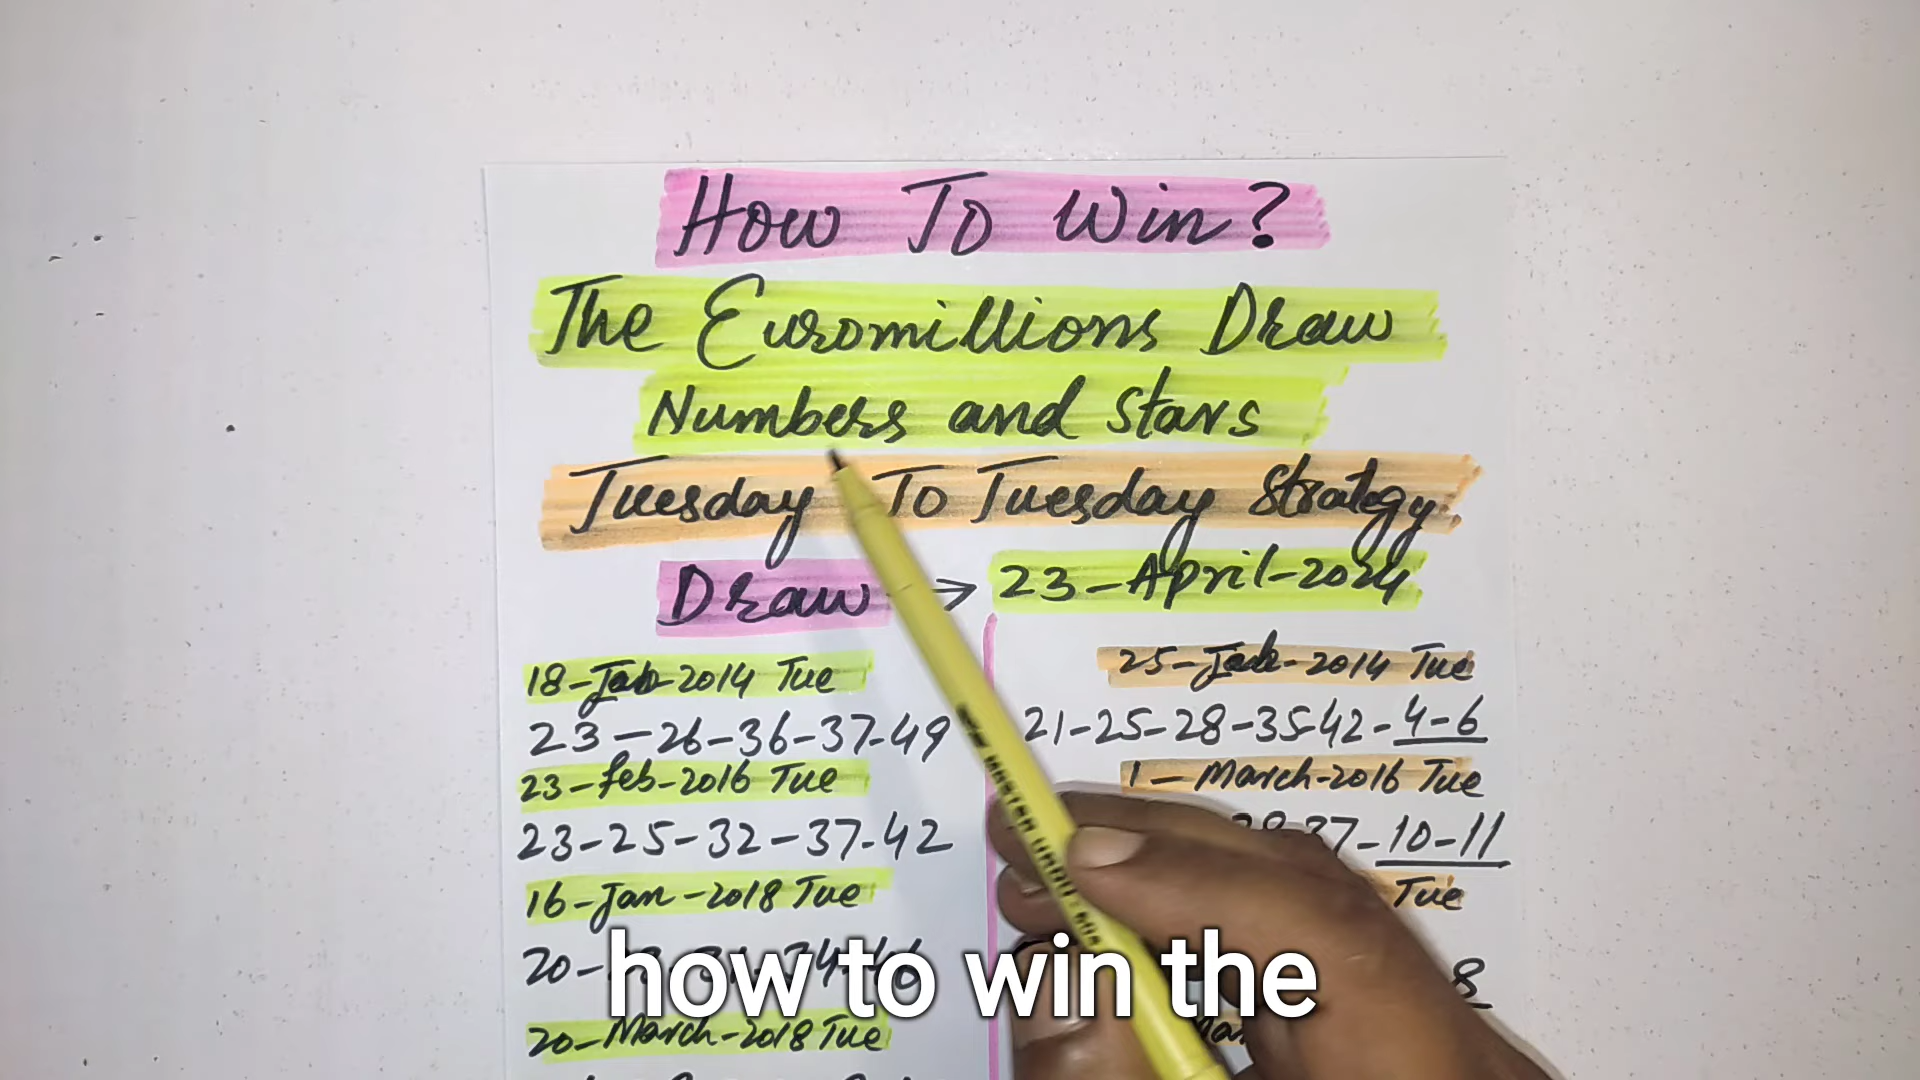 How To Win?
The Euromillions Draw
Numbers and Stars
Tuesday To Tuesday Strategy
Draw → 23-April-2024
18-Feb-2014 Tue
23-26-36-37-49
23-feb-2016 Tue
23-25-32-37-42
16-Jan-2018 Tue
20-March-2018 Tue
25-Feb-2014 Tue
21-25-28-35-42-4-6
1-March-2016 Tue
37-10-11
Tue
8
how to win the